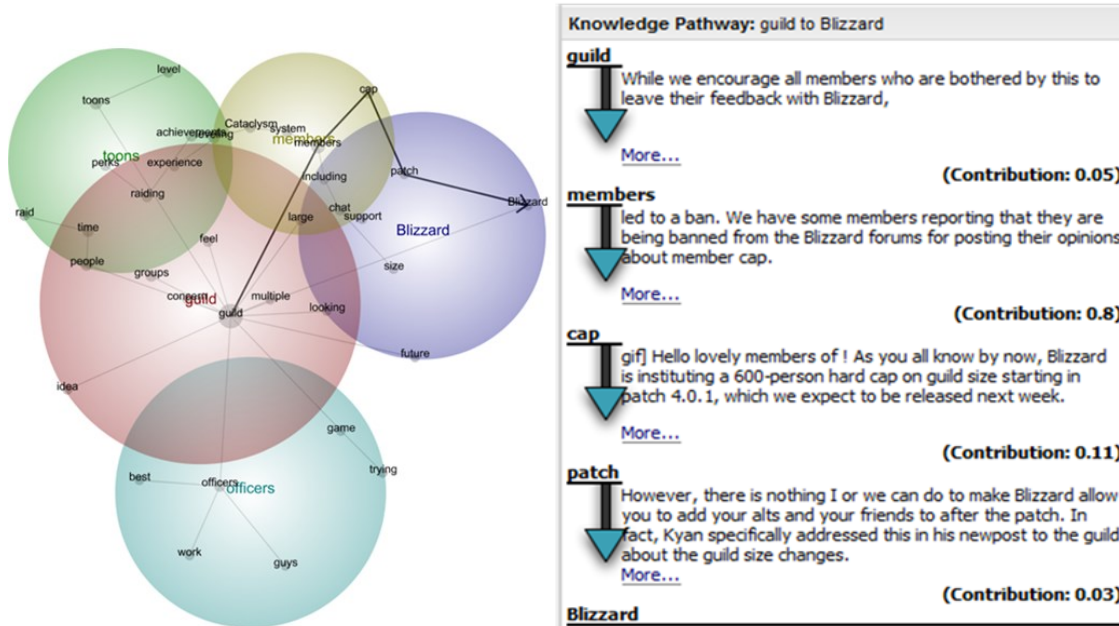 level
toons
cap
Cataclysm
system
achievements
leveling
members
members
toons
perks
experience
patch
including
raiding
Blizzard
chat
large
support
raid
time
Blizzard
feel
people
groups
size
concern
guild
multiple
guild
looking
future
idea
game
trying
best
officers
officers
work
guys
Knowledge Pathway: guild to Blizzard
guild
While we encourage all members who are bothered by this to
leave their feedback with Blizzard,
More...
(Contribution: 0.05)
members
led to a ban. We have some members reporting that they are
being banned from the Blizzard forums for posting their opinions
about member cap.
More...
(Contribution: 0.8)
cap
gif] Hello lovely members of ! As you all know by now, Blizzard
is instituting a 600-person hard cap on guild size starting in
patch 4.0.1, which we expect to be released next week.
More...
(Contribution: 0.11)
patch
However, there is nothing I or we can do to make Blizzard allow
you to add your alts and your friends to after the patch. In
fact, Kyan specifically addressed this in his newpost to the guild
about the guild size changes.
More...
(Contribution: 0.03)
Blizzard